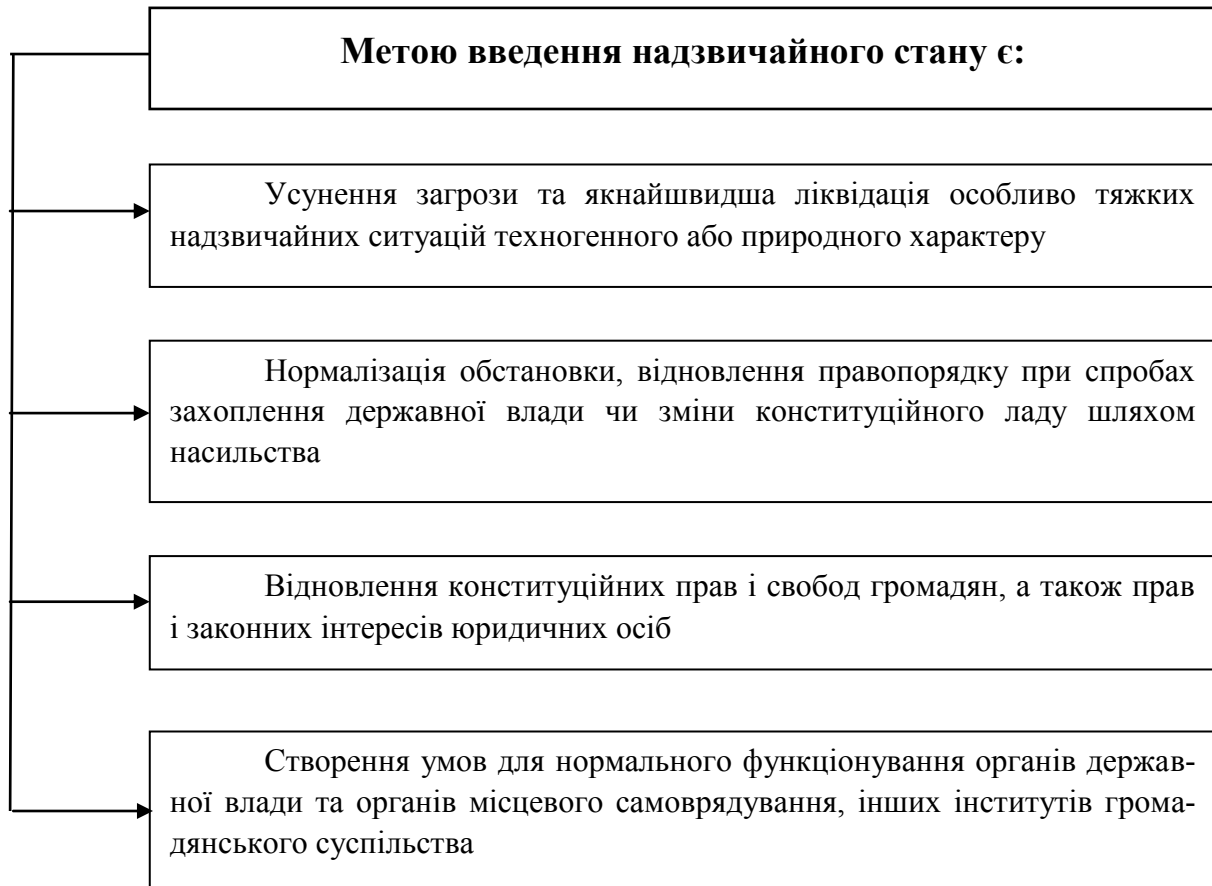 Метою введення надзвичайного стану є:
Усунення загрози та якнайшвидша ліквідація особливо тяжких
надзвичайних ситуацій техногенного або природного характеру
Нормалізація обстановки, відновлення правопорядку при спробах
захоплення державної влади чи зміни конституційного ладу шляхом
насильства
Відновлення конституційних прав і свобод громадян, а також прав
і законних інтересів юридичних осіб
Створення умов для нормального функціонування органів держав-
ної влади та органів місцевого самоврядування, інших інститутів грома-
дянського суспільства